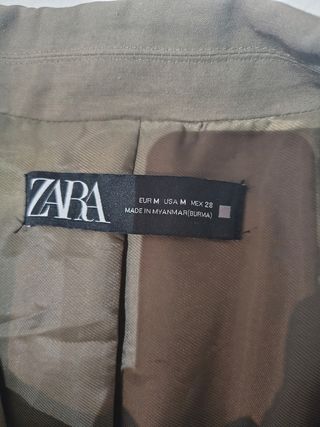 ZARA
EUR M USA M MEX 28
MADE IN MYANMAR(BURMA)